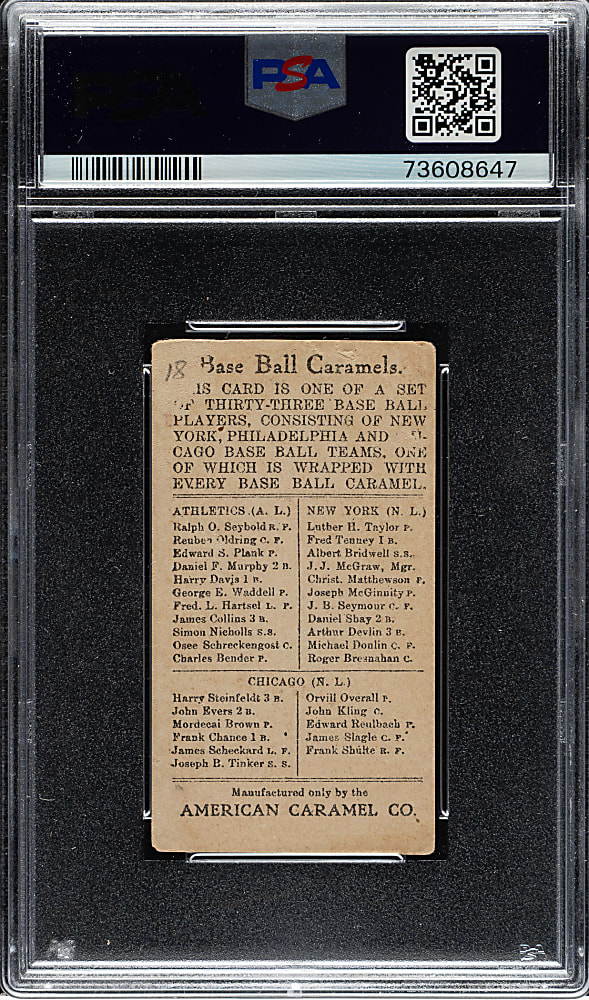 PSA
73608647
18
Base Ball Caramels.
IS CARD IS ONE OF A SET
F THIRTY-THREE BASE BALL
PLAYERS, CONSISTING OF NEW
YORK, PHILADELPHIA AND
CAGO BASE BALL TEAMS. ONE
OF WHICH IS WRAPPED WITH
EVERY BASE BALL CARAMEL.
ATHLETICS (A. L.)
Ralph O. Seybold R. F.
Reuben Oldring C. F.
Edward S. Plank P.
Daniel F. Murphy 2 B.
Harry Davis 1 B.
George E. Waddell P.
Fred. L. Hartsel L. F.
James Collins 3 B.
Simon Nicholls S.S.
Osee Schreckengost C.
Charles Bender P.
NEW YORK (N. L.)
Luther H. Taylor P.
Fred Tenney I B.
Albert Bridwell S.S.
J. J. McGraw, Mgr.
Christ. Matthewson P.
Joseph McGinnity P.
J. B. Seymour C. F.
Daniel Shay 2 B.
Arthur Devlin 3 B.
Michael Donlin C. F.
Roger Bresnahan C.
CHICAGO (N. L.)
Harry Steinfeldt 3 B.
John Evers 2 B.
Mordecai Brown P.
Frank Chance 1 B.
James Scheckard L. F.
Joseph B. Tinker S. S.
Orvill Overall P.
John Kling C.
Edward Reulbach P.
James Slagle C. F.
Frank Shulte R. F.
Manufactured only by the
AMERICAN CARAMEL CO.